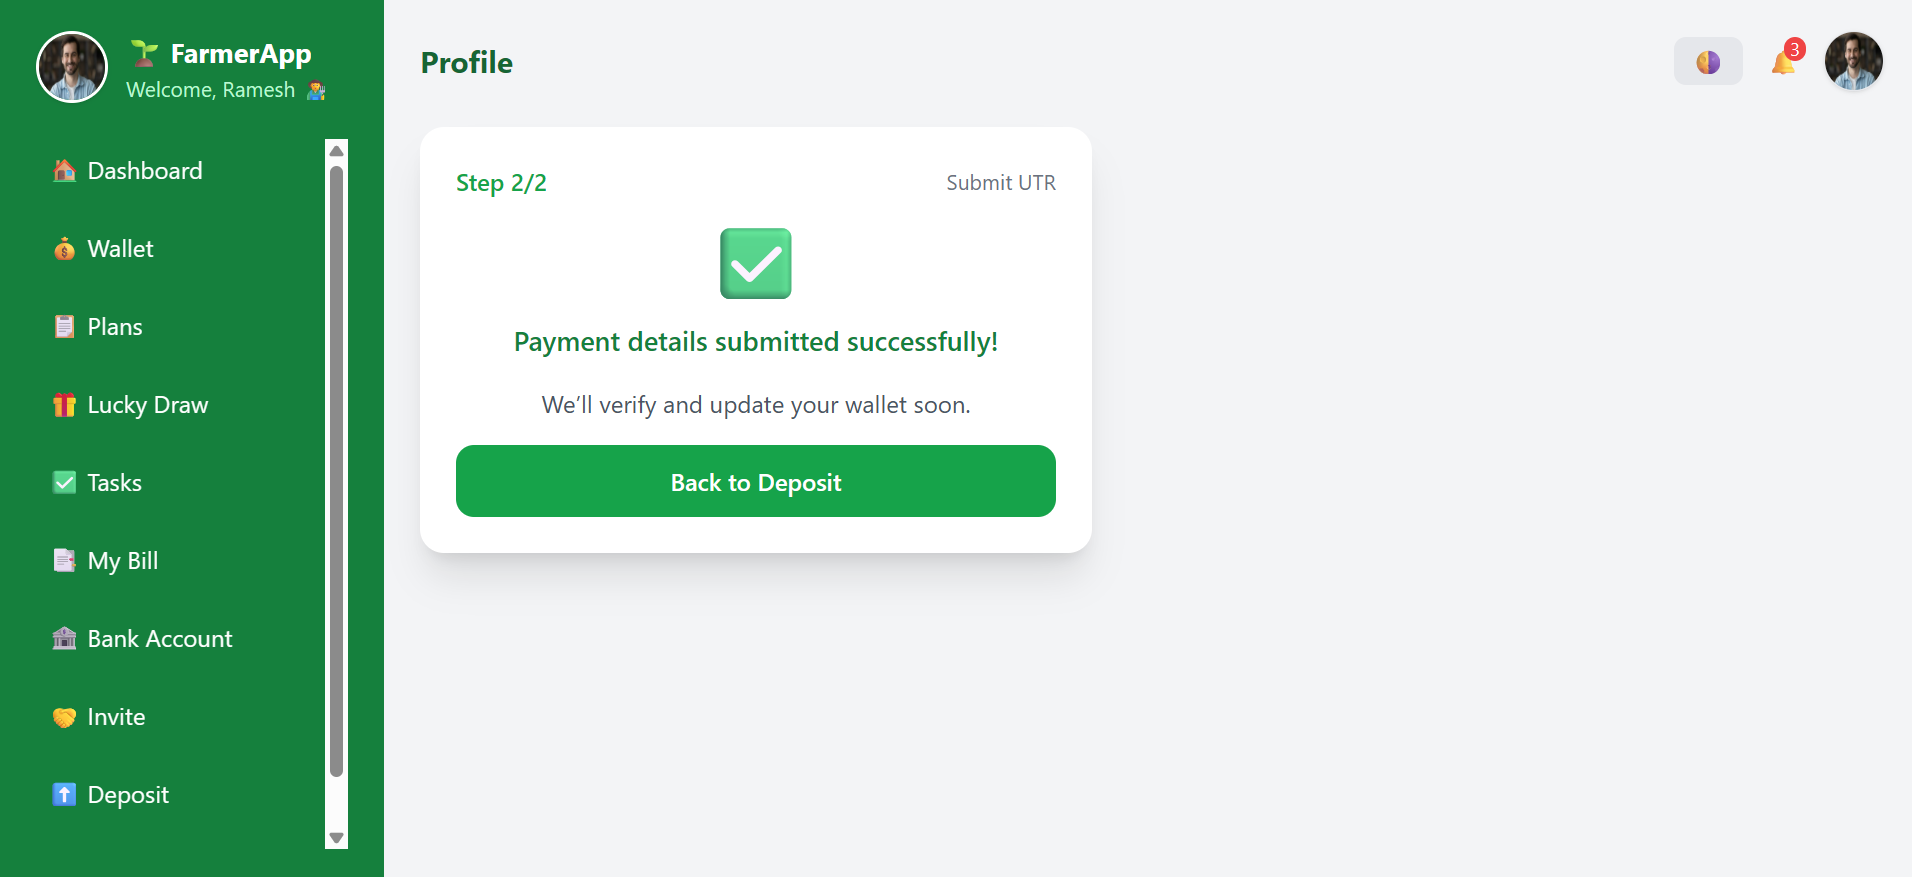 FarmerApp
Welcome, Ramesh
Dashboard
Wallet
Plans
Lucky Draw
Tasks
My Bill
Bank Account
Invite
Deposit
Profile
3
Step 2/2
Submit UTR
Payment details submitted successfully!
We’ll verify and update your wallet soon.
Back to Deposit